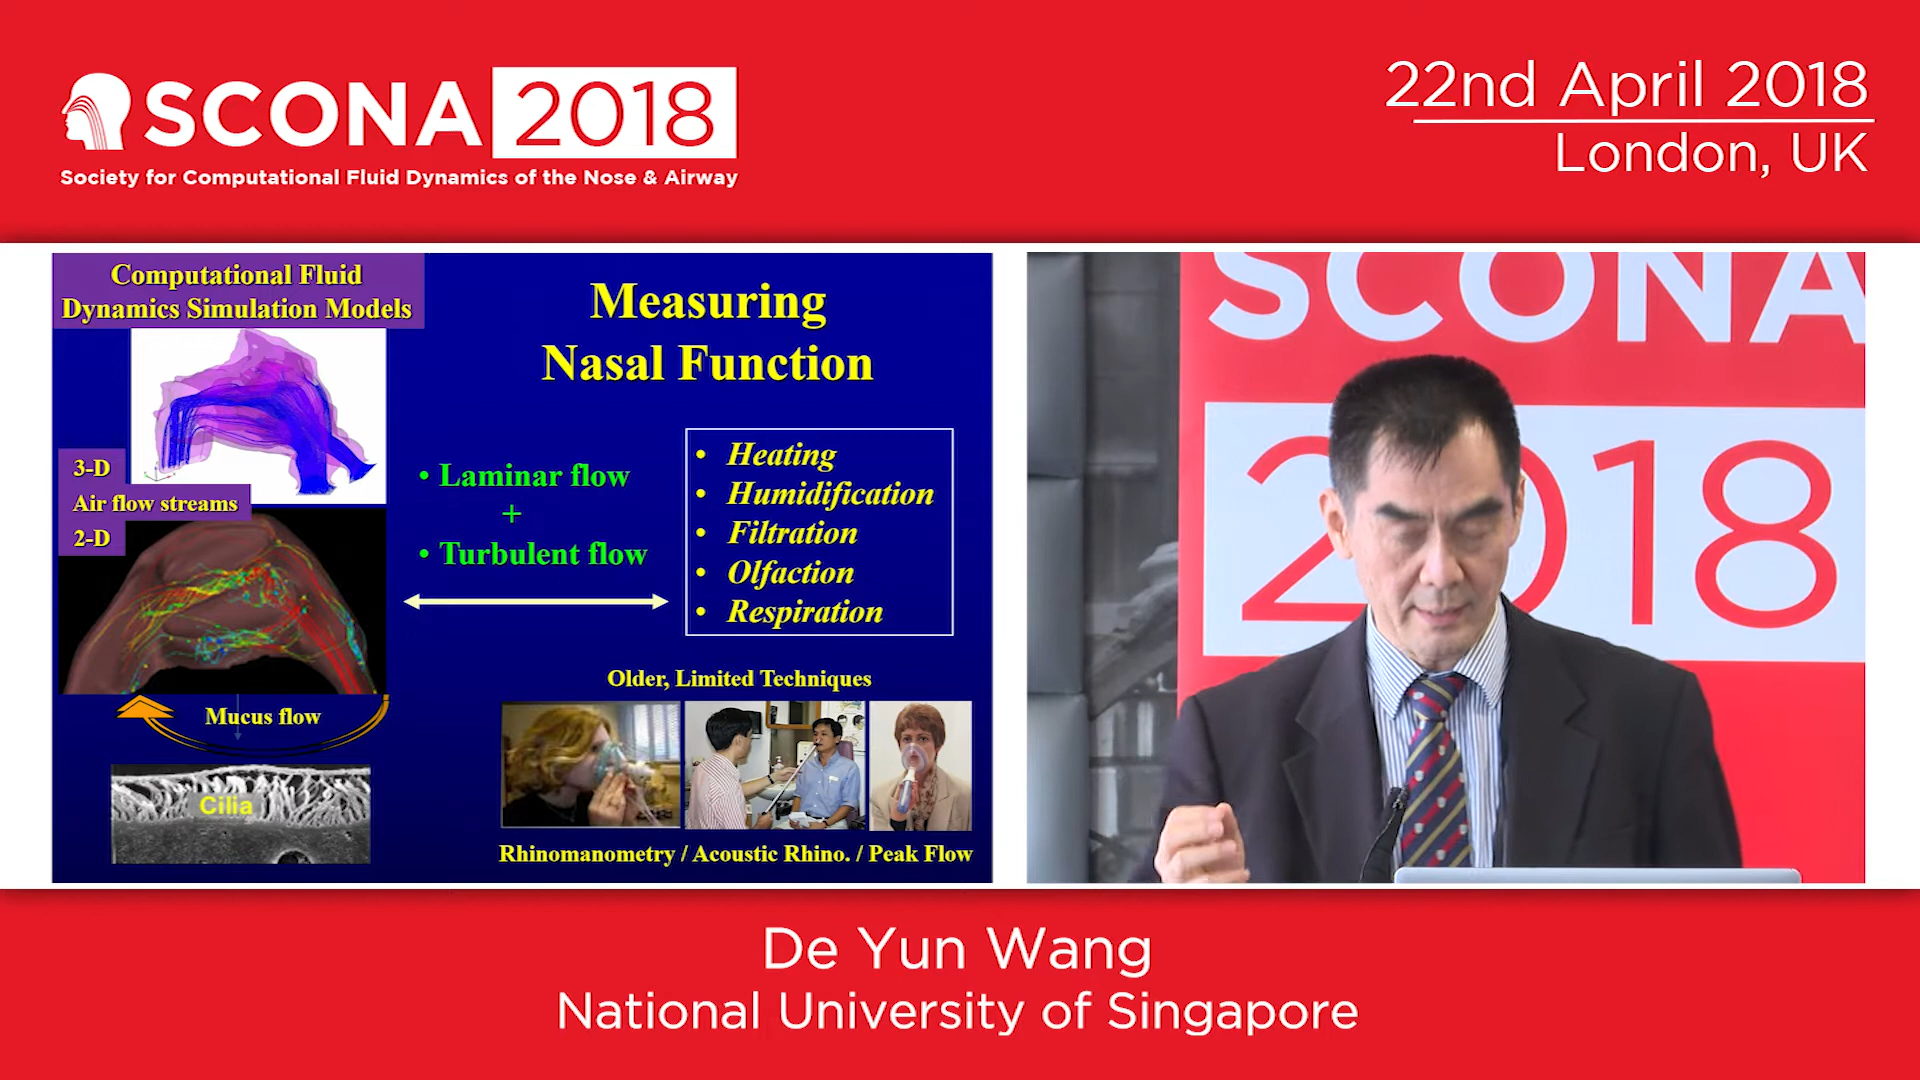 SCONA 2018
Society for Computational Fluid Dynamics of the Nose & Airway
22nd April 2018
London, UK
Computational Fluid
Dynamics Simulation Models
3-D
Air flow streams
2-D
Mucus flow
Cilia
Measuring
Nasal Function
• Laminar flow
+
• Turbulent flow
• Heating
• Humidification
• Filtration
• Olfaction
• Respiration
Older, Limited Techniques
Rhinomanometry / Acoustic Rhino. / Peak Flow
SCONA
2018
De Yun Wang
National University of Singapore